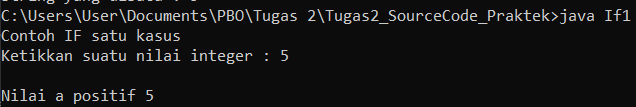 C:\Users\User\Documents\PBO\Tugas 2\Tugas2_SourceCode_Praktek>java If1
Contoh IF satu kasus
Ketikkan suatu nilai integer : 5
Nilai a positif 5